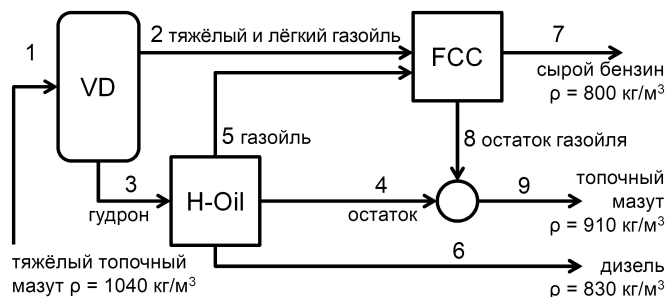 1
VD
2 тяжёлый и лёгкий газойль
FCC
7
сырой бензин
ρ = 800 кг/м³
5 газойль
8 остаток газойля
3
гудрон
H-Oil
4
остаток
9
топочный
мазут
ρ = 910 кг/м³
6
дизель
ρ = 830 кг/м³
тяжёлый топочный
мазут ρ = 1040 кг/м³